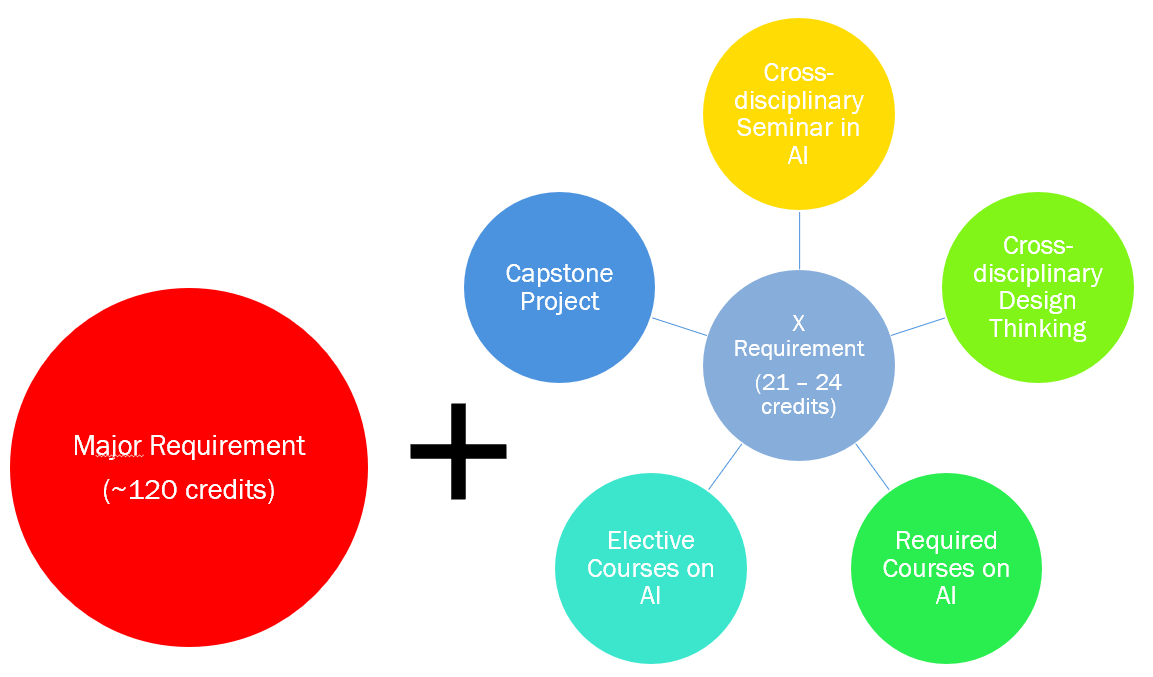 Cross-
disciplinary
Seminar in
AI
Capstone
Project
Cross-
disciplinary
Design
Thinking
X
Requirement
(21 – 24
credits)
Major Requirement
(~120 credits)
Elective
Courses on
AI
Required
Courses on
AI